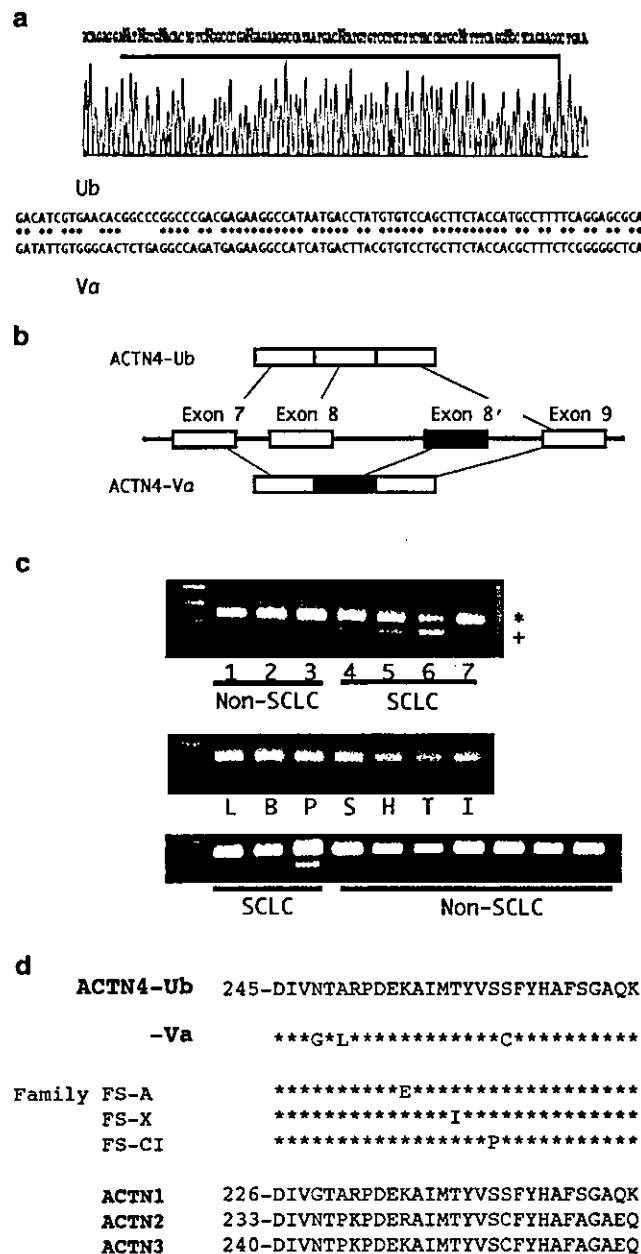 a
Ub
GACATCGTGAACACGGCCCGGCCCGACGAGAAGGCCATAATGACCTATGTGTCCAGCTTCTACCATGCCTTTTCAGGAGCGCA
GATATTGTGGGCACTCTGAGGCCAGATGAGAAGGCCATCATGACTTACGTGTCCTGCTTCTACCACGCTTTCTCGGGGGCTCA
Va
b
ACTN4-Ub
Exon 7 Exon 8 Exon 8' Exon 9
ACTN4-Va
c
*
+
1 2 3 4 5 6 7
Non-SCLC SCLC
L B P S H T I
SCLC Non-SCLC
d
ACTN4-Ub 245-DIVNTARPDEKAIMTYVSSFYHAFSGAQK
-Va ***G*L************C**********
Family FS-A **********E******************
FS-X **************I**************
FS-CI *****************P***********
ACTN1 226-DIVGTARPDEKAIMTYVSSFYHAFSGAQK
ACTN2 233-DIVNTPKPDERAIMTYVSCFYHAFAGAEQ
ACTN3 240-DIVNTPKPDEKAIMTYVSCFYHAFAGAEQ